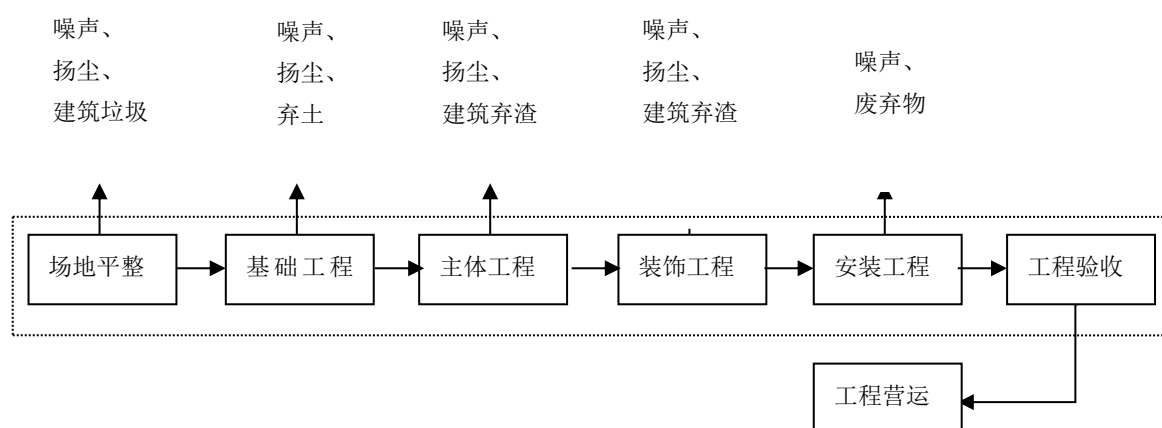 噪声、
扬尘、
建筑垃圾
噪声、
扬尘、
弃土
噪声、
扬尘、
建筑弃渣
噪声、
扬尘、
建筑弃渣
噪声、
废弃物
场地平整
基础工程
主体工程
装饰工程
安装工程
工程验收
工程营运